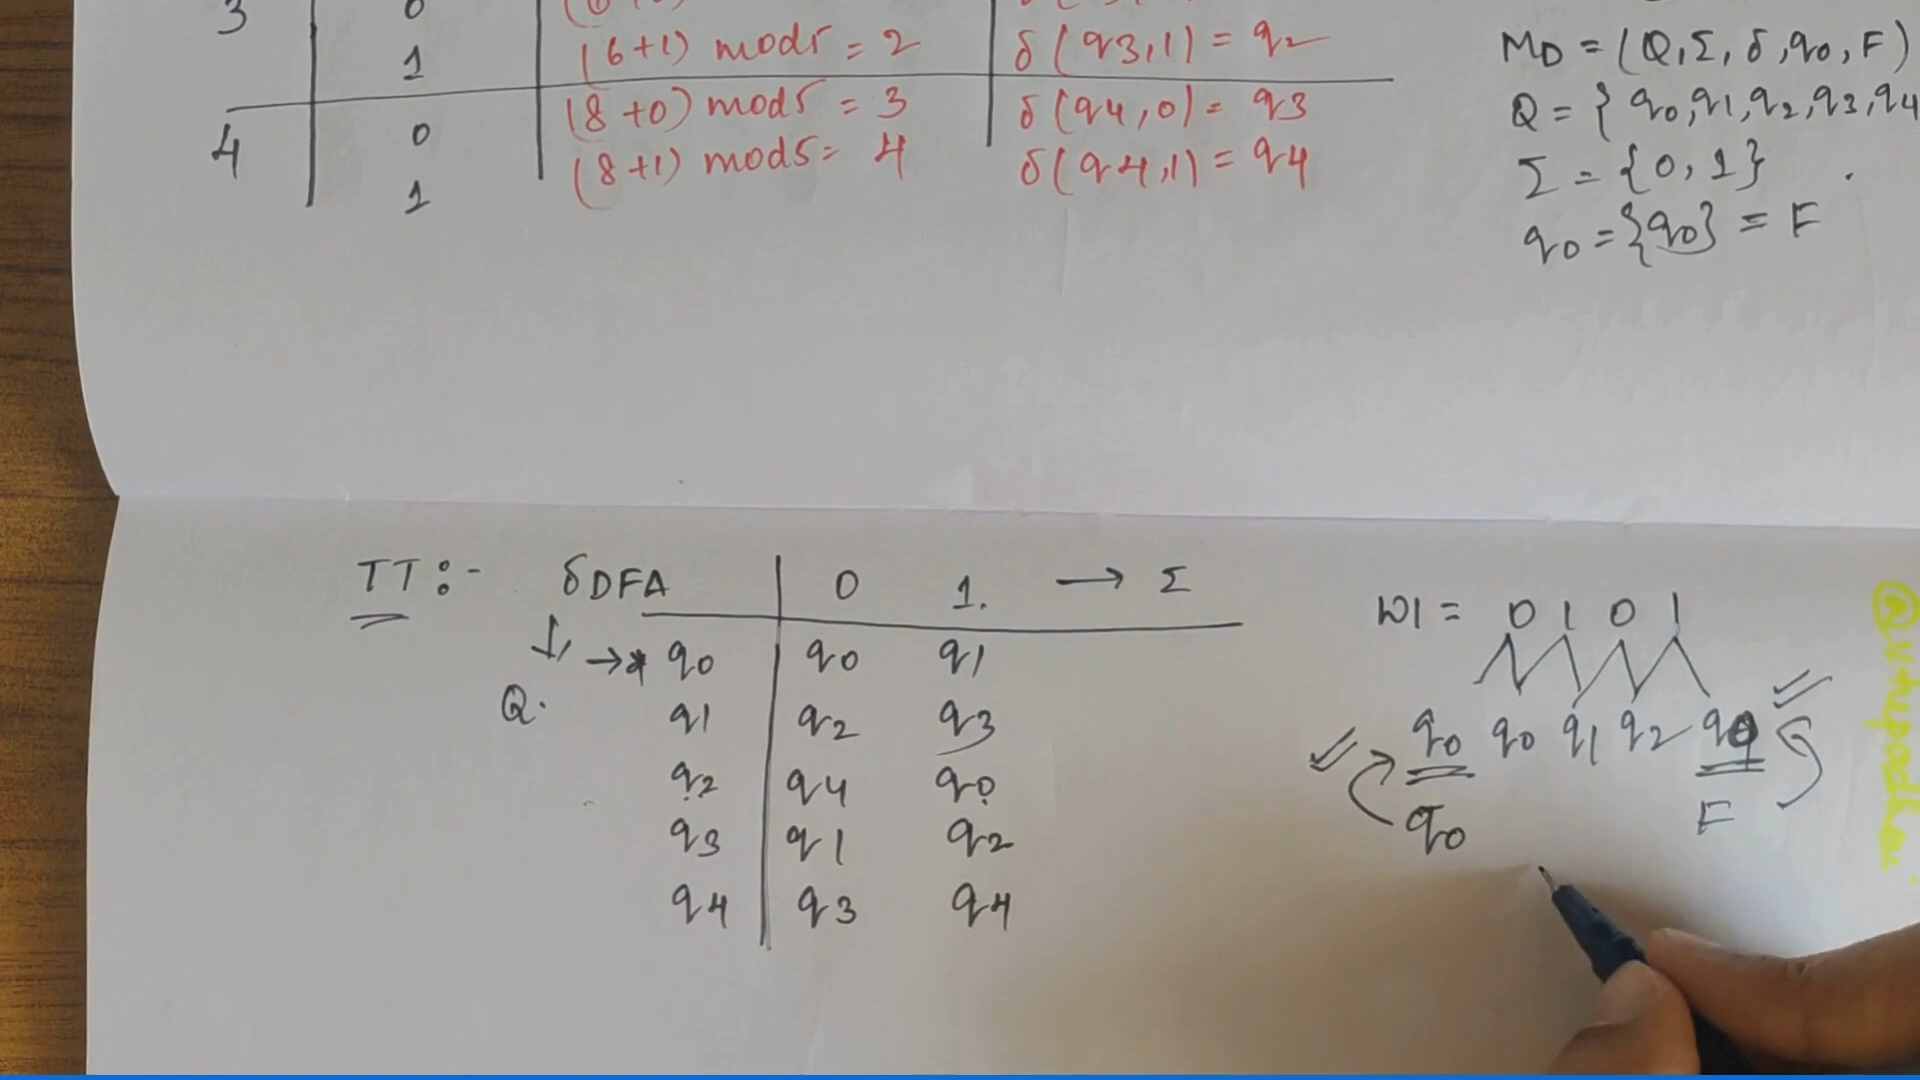 3 0
1 (6+1) mod5 = 2 δ(q3,1) = q2
4 0 (8+0) mod5 = 3 δ(q4,0) = q3
1 (8+1) mod5 = 4 δ(q4,1) = q4
MD = (Q,Σ,δ,q0,F)
Q = { q0,q1,q2,q3,q4
Σ = {0,1}
q0 = {q0} = F
TT:- δDFA 0 1. → Σ
Q. →* q0 q0 q1
q1 q2 q3
q2 q4 q0
q3 q1 q2
q4 q3 q4
W1 = 0 1 0 1
q0 q0 q1 q2 q0
q0 F